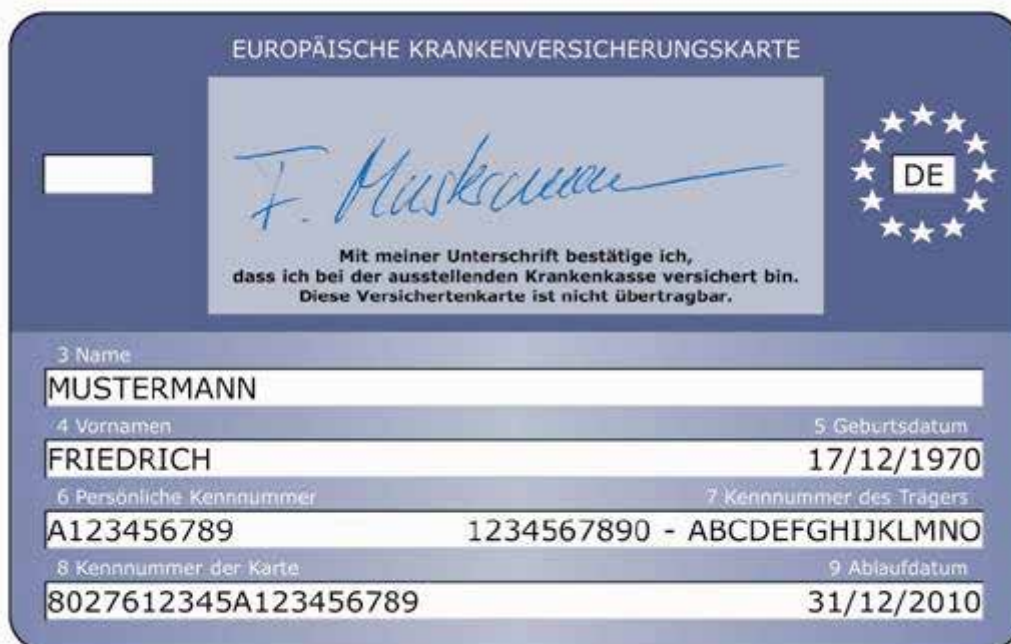 EUROPÄISCHE KRANKENVERSICHERUNGSKARTE
DE
F. Mustermann
Mit meiner Unterschrift bestätige ich,
dass ich bei der ausstellenden Krankenkasse versichert bin.
Diese Versichertenkarte ist nicht übertragbar.
3 Name
MUSTERMANN
4 Vornamen 5 Geburtsdatum
FRIEDRICH 17/12/1970
6 Persönliche Kennnummer 7 Kennnummer des Trägers
A123456789 1234567890 - ABCDEFGHIJKLMNO
8 Kennnummer der Karte 9 Ablaufdatum
8027612345A123456789 31/12/2010